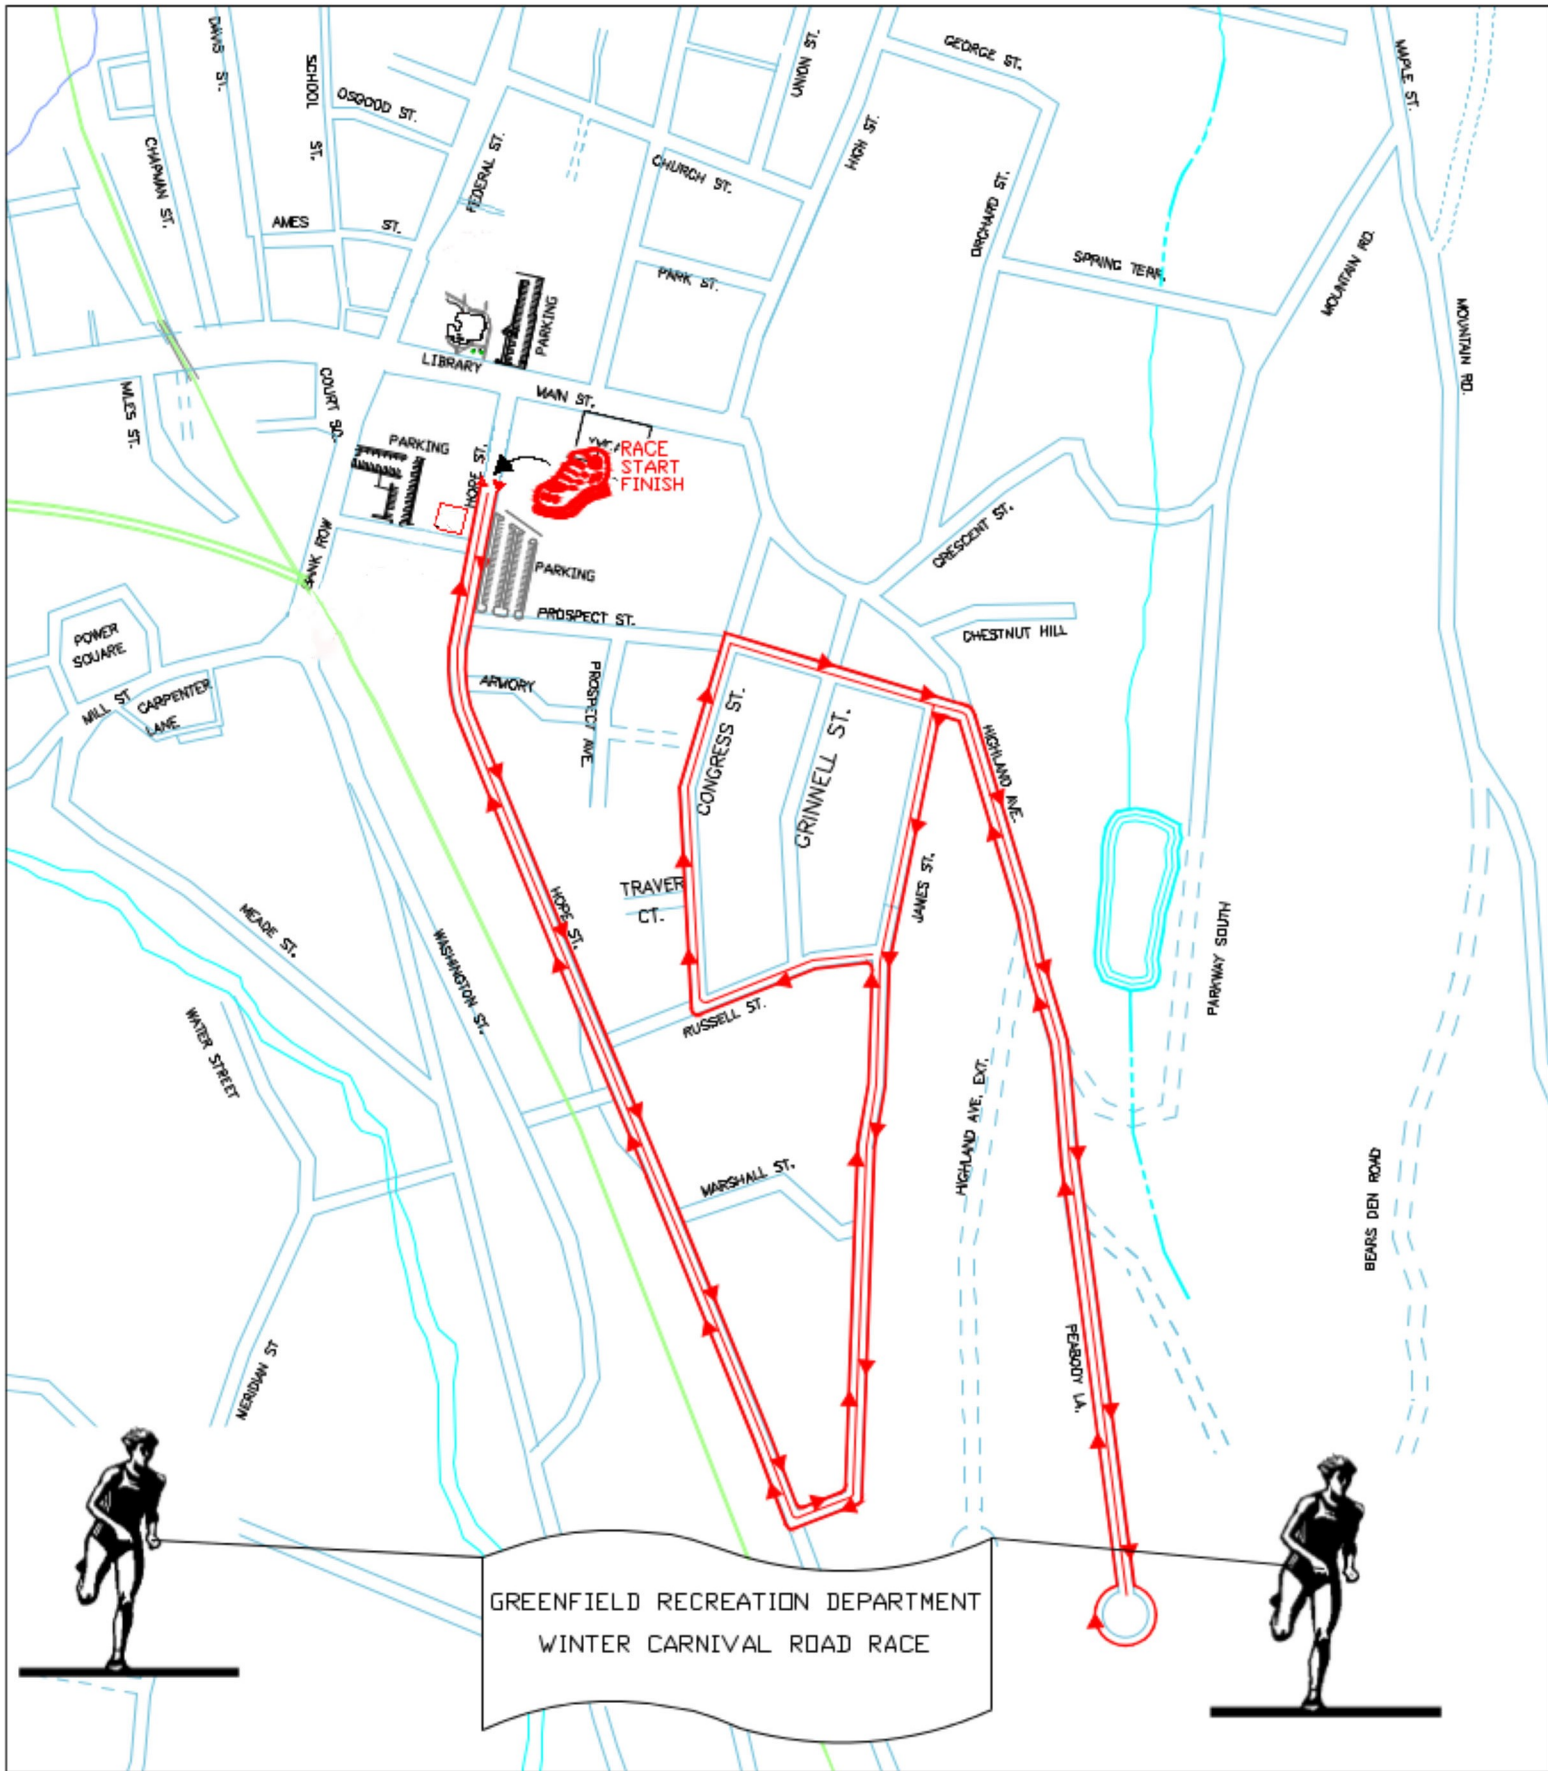 DAVIS ST.
SCHOOL ST.
OSGOOD ST.
CHAPMAN ST.
FEDERAL ST.
UNION ST.
GEORGE ST.
HIGH ST.
MAPLE ST.
CHURCH ST.
ORCHARD ST.
AMES ST.
PARK ST.
SPRING TERR.
MOUNTAIN RD.
MOUNTAIN RD.
PARKING
LIBRARY
MAIN ST.
MILES ST.
COURT SQ.
PARKING
HOPE ST.
RACE
START
FINISH
BANK ROW
CRESCENT ST.
PARKING
PROSPECT ST.
CHESTNUT HILL
POWER
SQUARE
MILL ST
CARPENTER
LANE
ARMORY
PROSPECT AVE.
CONGRESS ST.
GRINNELL ST.
HIGHLAND AVE.
JAMES ST.
TRAVER
CT.
HOPE ST.
MEADE ST.
WASHINGTON ST.
PARKWAY SOUTH
WATER STREET
RUSSELL ST.
HIGHLAND AVE. EXT.
MARSHALL ST.
BEARS DEN ROAD
MERIDIAN ST
PEABODY LA.
GREENFIELD RECREATION DEPARTMENT
WINTER CARNIVAL ROAD RACE